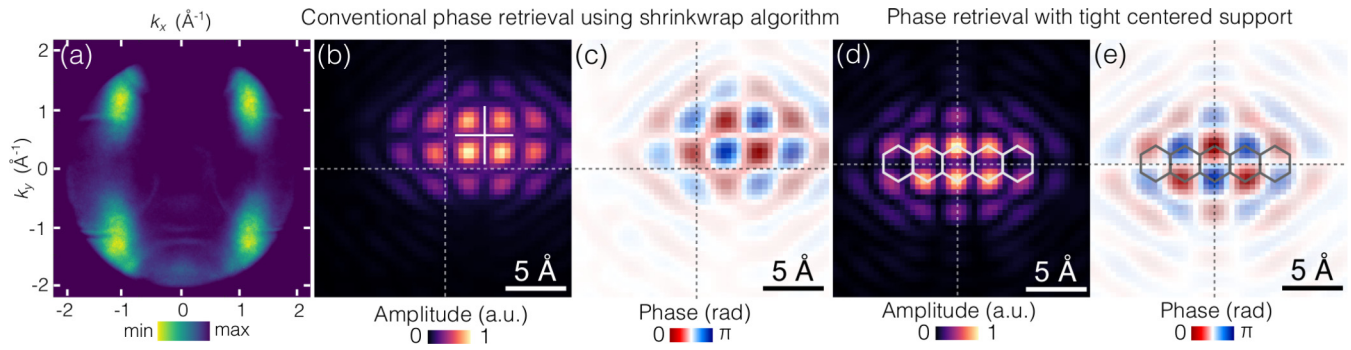 kx (Å-1)
Conventional phase retrieval using shrinkwrap algorithm
Phase retrieval with tight centered support
-2 -1 0 1 2
ky (Å-1)
2
1
0
-1
-2
(a)
(b)
(c)
(d)
(e)
5 Å
5 Å
5 Å
5 Å
min max
Amplitude (a.u.)
0 1
Phase (rad)
0 π
Amplitude (a.u.)
0 1
Phase (rad)
0 π